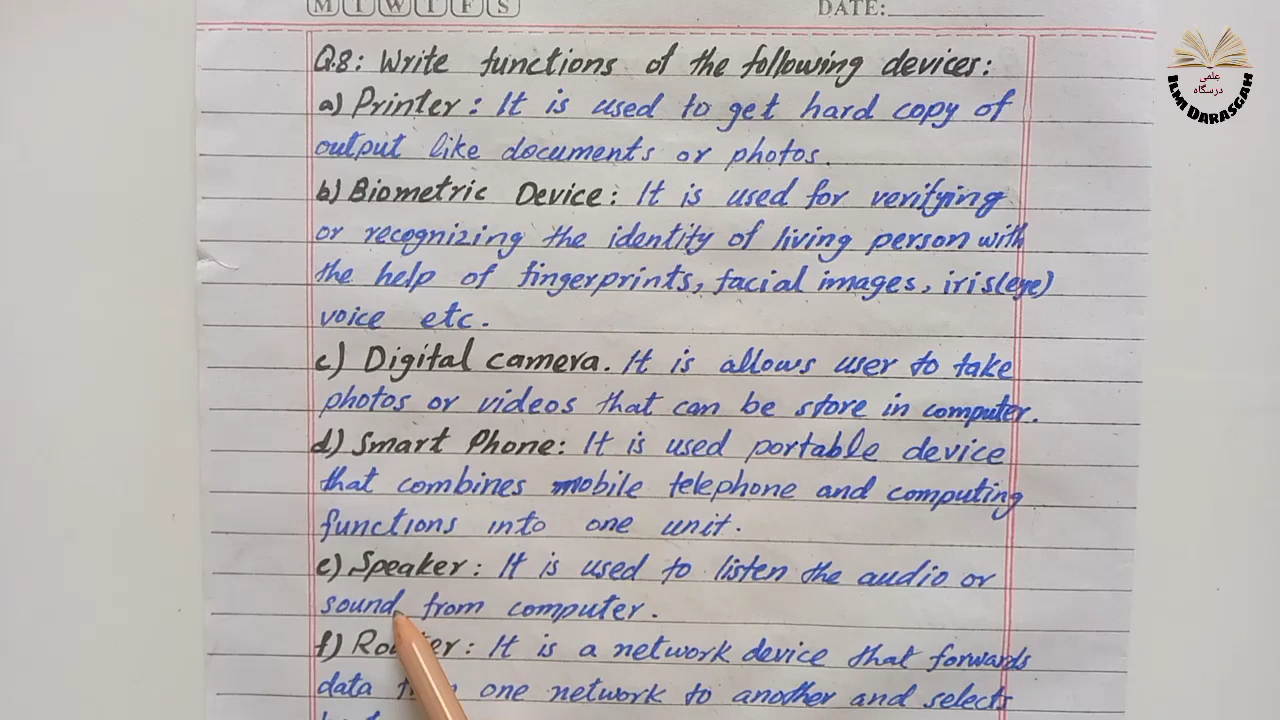 M T W T F S
DATE:
علمی
درسگاه
ILMI DARASGAH
Q.8: Write functions of the following devices:
a) Printer: It is used to get hard copy of
output like documents or photos.
b) Biometric Device: It is used for verifying
or recognizing the identity of living person with
the help of fingerprints, facial images, iris(eye)
voice etc.
c) Digital camera. It is allows user to take
photos or videos that can be store in computer.
d) Smart Phone: It is used portable device
that combines mobile telephone and computing
functions into one unit.
e) Speaker: It is used to listen the audio or
sound from computer.
f) Router: It is a network device that forwards
data from one network to another and selects